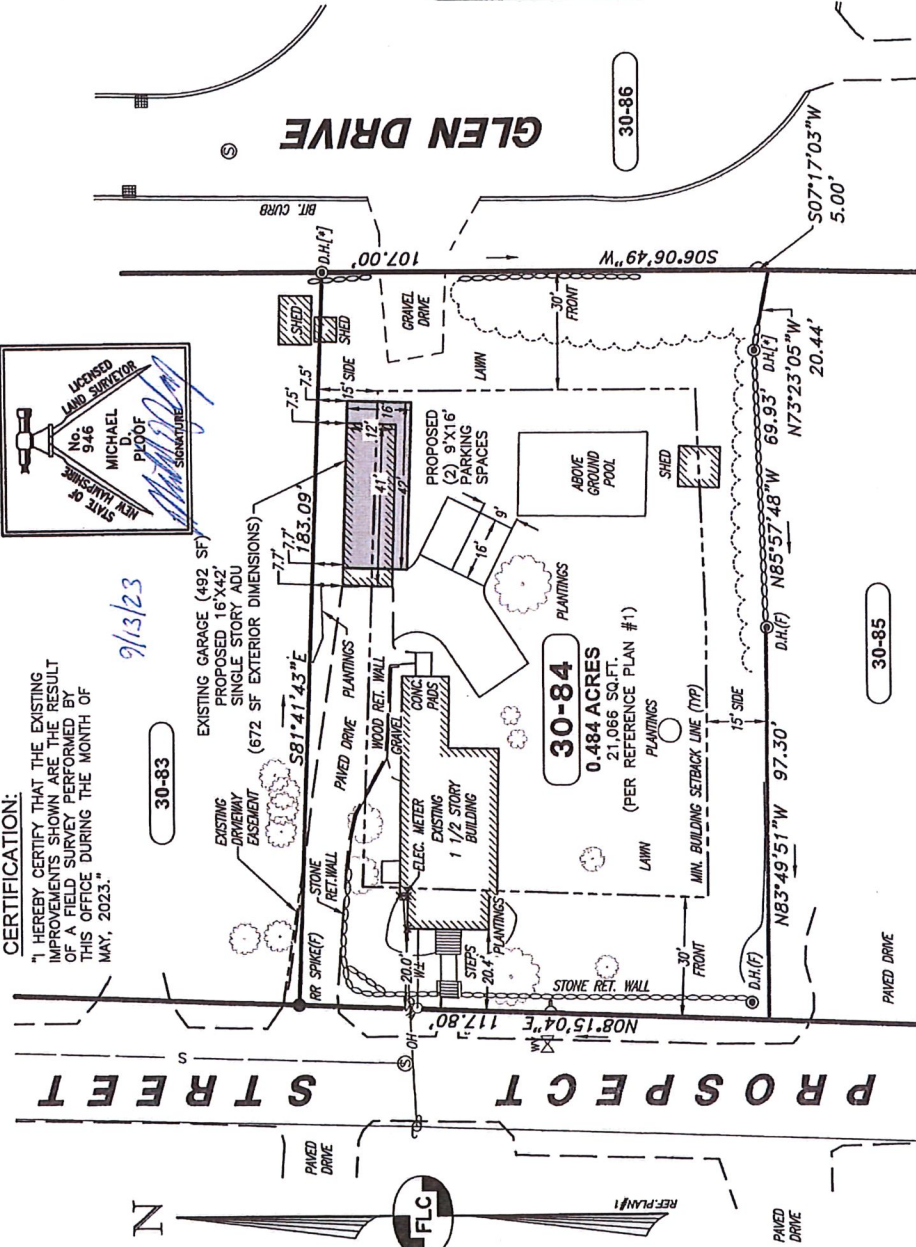 CERTIFICATION:
"I HEREBY CERTIFY THAT THE EXISTING
IMPROVEMENTS SHOWN ARE THE RESULT
OF A FIELD SURVEY PERFORMED BY
THIS OFFICE DURING THE MONTH OF
MAY, 2023."
9/13/23
STATE OF
NEW HAMPSHIRE
No.
946
MICHAEL
D.
PLOOF
LICENSED
LAND SURVEYOR
SIGNATURE
30-83
EXISTING GARAGE (492 SF)
PROPOSED 16'X42'
SINGLE STORY ADU
(672 SF EXTERIOR DIMENSIONS)
EXISTING
DRVIEWAY
EASEMENT
S81°41'43"E
183.09'
7.7'
7.7'
7.5'
7.5'
15' SIDE
12'
16'
41'
42'
SHED
SHED
D.H.[*]
BIT. CURB
GLEN DRIVE
S
30-86
107.00'
S06°06'49"W
GRAVEL
DRIVE
30'
FRONT
LAWN
S07°17'03"W
5.00'
RR SPIKE(F)
STONE
RET.WALL
PAVED DRIVE
PLANTINGS
WOOD RET. WALL
GRAVEL
CONC.
PADS
ELEC. METER
EXISTING
1 1/2 STORY
BUILDING
PROPOSED
(2) 9'X16'
PARKING
SPACES
16'
9'
ABOVE
GROUND
POOL
SHED
PLANTINGS
30-84
0.484 ACRES
21,066 SQ.FT.
(PER REFERENCE PLAN #1)
PLANTINGS
LAWN
MIN. BUILDING SETBACK LINE (TYP)
15' SIDE
20.0'
W⊥
STEPS
20.4'
PLANTINGS
STONE RET. WALL
30'
FRONT
D.H.(F)
N83°49'51"W
97.30'
D.H.(F)
N85°57'48"W
69.93'
D.H.[*]
N73°23'05"W
20.44'
30-85
PAVED DRIVE
N08°15'04"E
117.80'
OH
S
S
WV
PROSPECT STREET
PAVED
DRIVE
PAVED
DRIVE
N
FLC
REF.PLAN#1